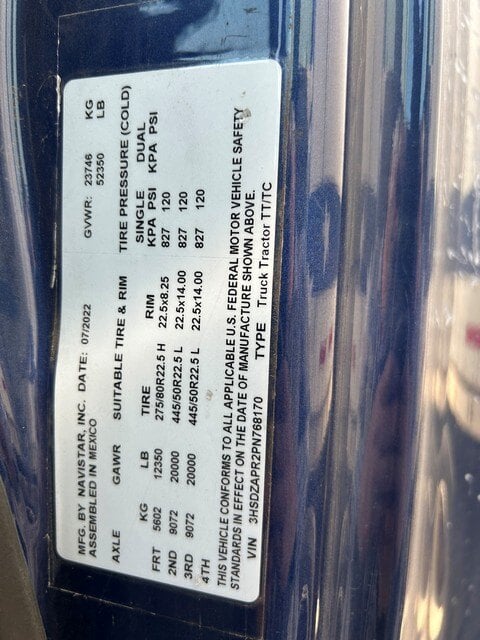 MFG. BY NAVISTAR, INC. DATE: 07/2022 GVWR: 23746 KG
ASSEMBLED IN MEXICO 52350 LB
AXLE GAWR SUITABLE TIRE & RIM TIRE PRESSURE (COLD)
SINGLE DUAL
KG LB TIRE RIM KPA PSI KPA PSI
FRT 5602 12350 275/80R22.5 H 22.5x8.25 827 120
2ND 9072 20000 445/50R22.5 L 22.5x14.00 827 120
3RD 9072 20000 445/50R22.5 L 22.5x14.00 827 120
4TH
THIS VEHICLE CONFORMS TO ALL APPLICABLE U.S. FEDERAL MOTOR VEHICLE SAFETY
STANDARDS IN EFFECT ON THE DATE OF MANUFACTURE SHOWN ABOVE.
VIN 3HSDZAPR2PN768170 TYPE Truck Tractor TT/TC